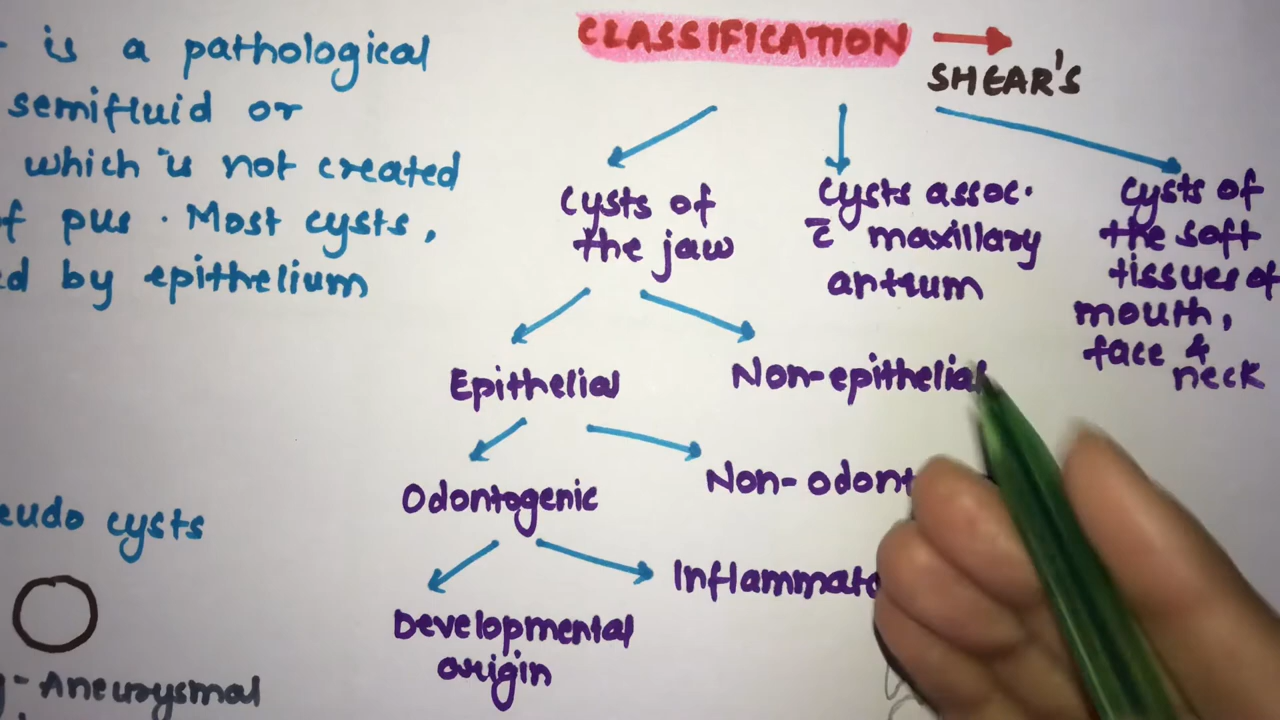 is a pathological
semifluid or
which is not created
of pus. Most cysts,
by epithelium
cysts
Aneurysmal
CLASSIFICATION →
SHEAR'S
Cysts of
the jaw
Cysts assoc.
c̄ maxillary
antrum
Cysts of
the soft
tissues of
mouth,
face &
neck
Epithelial
Non-epithelial
Odontogenic
Non-odont
Developmental
origin
Inflammato